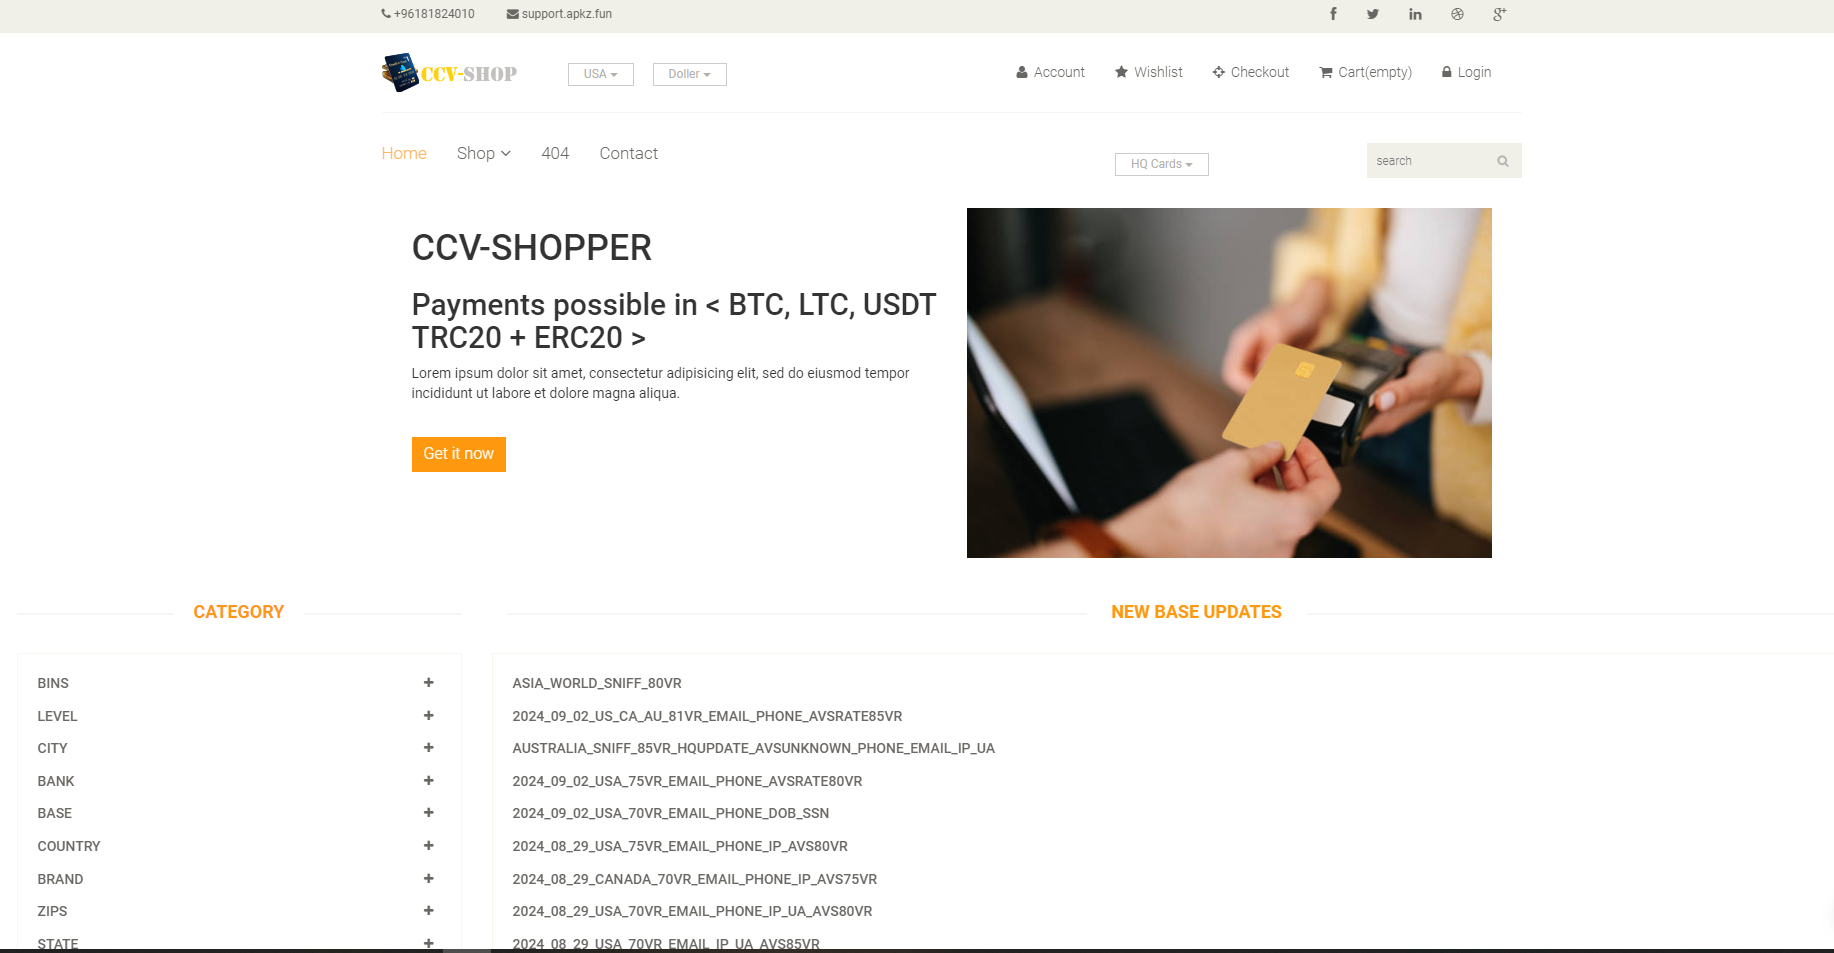 +96181824010
support.apkz.fun
CCV-SHOP
USA
Doller
Account
Wishlist
Checkout
Cart(empty)
Login
Home
Shop
404
Contact
HQ Cards
search
CCV-SHOPPER
Payments possible in < BTC, LTC, USDT
TRC20 + ERC20 >
Lorem ipsum dolor sit amet, consectetur adipisicing elit, sed do eiusmod tempor
incididunt ut labore et dolore magna aliqua.
Get it now
CATEGORY
BINS
LEVEL
CITY
BANK
BASE
COUNTRY
BRAND
ZIPS
STATE
NEW BASE UPDATES
ASIA_WORLD_SNIFF_80VR
2024_09_02_US_CA_AU_81VR_EMAIL_PHONE_AVSRATE85VR
AUSTRALIA_SNIFF_85VR_HQUPDATE_AVSUNKNOWN_PHONE_EMAIL_IP_UA
2024_09_02_USA_75VR_EMAIL_PHONE_AVSRATE80VR
2024_09_02_USA_70VR_EMAIL_PHONE_DOB_SSN
2024_08_29_USA_75VR_EMAIL_PHONE_IP_AVS80VR
2024_08_29_CANADA_70VR_EMAIL_PHONE_IP_AVS75VR
2024_08_29_USA_70VR_EMAIL_PHONE_IP_UA_AVS80VR
2024_08_29_USA_70VR_EMAIL_IP_UA_AVS85VR